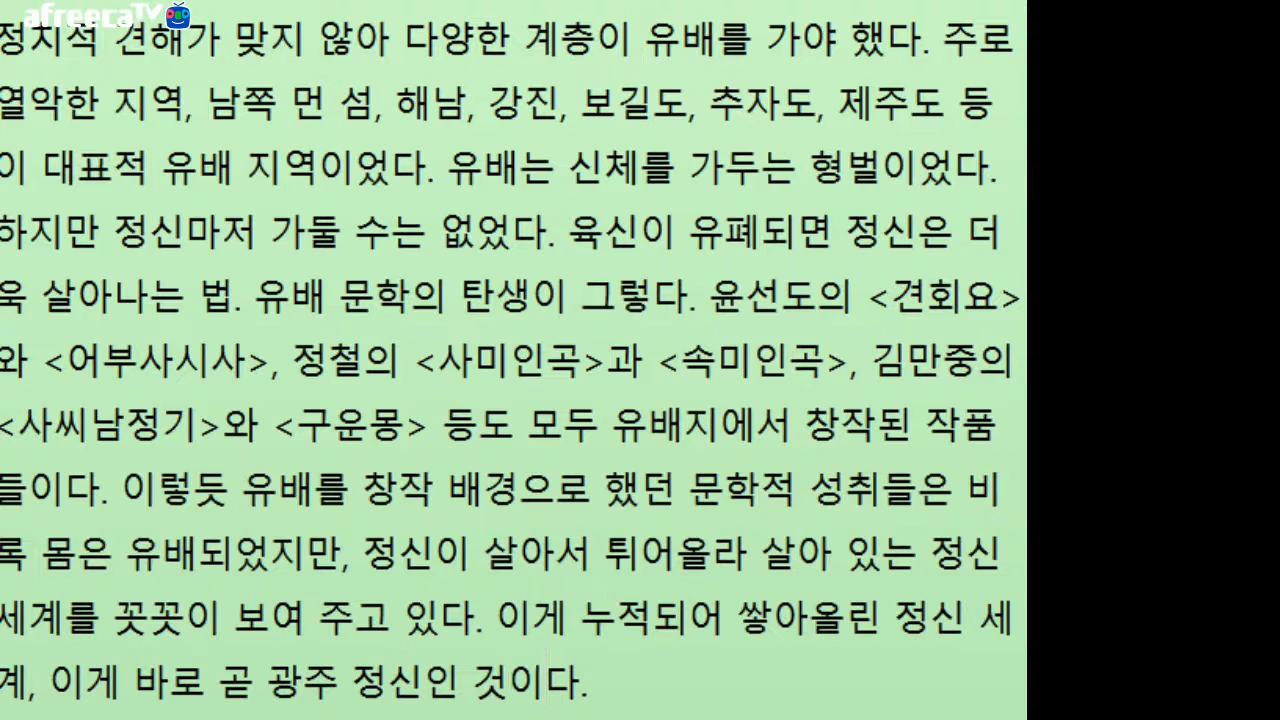 afreecaTV
정치적 견해가 맞지 않아 다양한 계층이 유배를 가야 했다. 주로
열악한 지역, 남쪽 먼 섬, 해남, 강진, 보길도, 추자도, 제주도 등
이 대표적 유배 지역이었다. 유배는 신체를 가두는 형벌이었다.
하지만 정신마저 가둘 수는 없었다. 육신이 유폐되면 정신은 더
욱 살아나는 법. 유배 문학의 탄생이 그렇다. 윤선도의 <견회요>
와 <어부사시사>, 정철의 <사미인곡>과 <속미인곡>, 김만중의
<사씨남정기>와 <구운몽> 등도 모두 유배지에서 창작된 작품
들이다. 이렇듯 유배를 창작 배경으로 했던 문학적 성취들은 비
록 몸은 유배되었지만, 정신이 살아서 튀어올라 살아 있는 정신
세계를 꼿꼿이 보여 주고 있다. 이게 누적되어 쌓아올린 정신 세
계, 이게 바로 곧 광주 정신인 것이다.